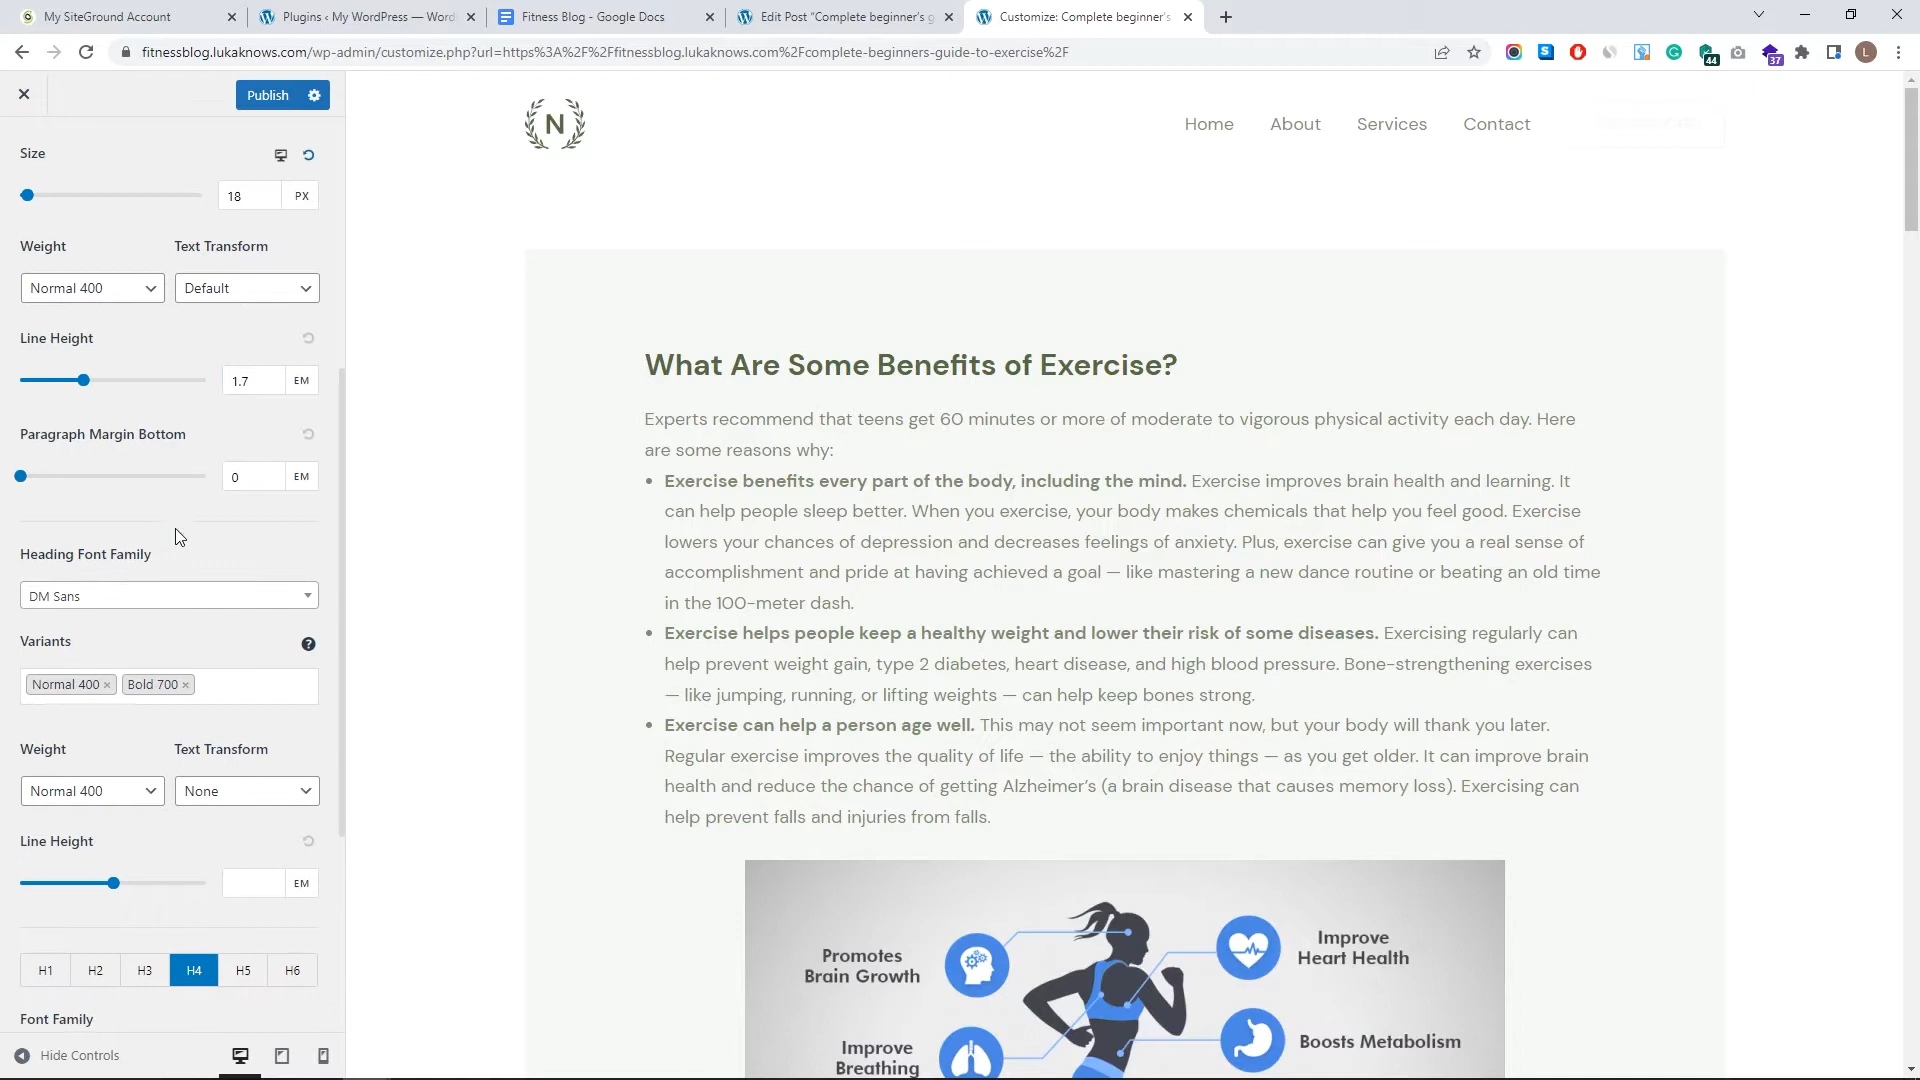 My SiteGround Account
Plugins ‹ My WordPress — Word
Fitness Blog - Google Docs
Edit Post "Complete beginner's g
Customize: Complete beginner's
fitnessblog.lukaknows.com/wp-admin/customize.php?url=https%3A%2F%2Ffitnessblog.lukaknows.com%2Fcomplete-beginners-guide-to-exercise%2F
44
37
L
Publish
N
Home
About
Services
Contact
Size
18
PX
Weight
Text Transform
Normal 400
Default
Line Height
1.7
EM
Paragraph Margin Bottom
0
EM
Heading Font Family
DM Sans
Variants
Normal 400 ×
Bold 700 ×
Weight
Text Transform
Normal 400
None
Line Height
EM
H1
H2
H3
H4
H5
H6
Font Family
Hide Controls
What Are Some Benefits of Exercise?
Experts recommend that teens get 60 minutes or more of moderate to vigorous physical activity each day. Here
are some reasons why:
• Exercise benefits every part of the body, including the mind. Exercise improves brain health and learning. It
can help people sleep better. When you exercise, your body makes chemicals that help you feel good. Exercise
lowers your chances of depression and decreases feelings of anxiety. Plus, exercise can give you a real sense of
accomplishment and pride at having achieved a goal — like mastering a new dance routine or beating an old time
in the 100-meter dash.
• Exercise helps people keep a healthy weight and lower their risk of some diseases. Exercising regularly can
help prevent weight gain, type 2 diabetes, heart disease, and high blood pressure. Bone-strengthening exercises
— like jumping, running, or lifting weights — can help keep bones strong.
• Exercise can help a person age well. This may not seem important now, but your body will thank you later.
Regular exercise improves the quality of life — the ability to enjoy things — as you get older. It can improve brain
health and reduce the chance of getting Alzheimer's (a brain disease that causes memory loss). Exercising can
help prevent falls and injuries from falls.
Promotes
Brain Growth
Improve
Heart Health
Improve
Breathing
Boosts Metabolism